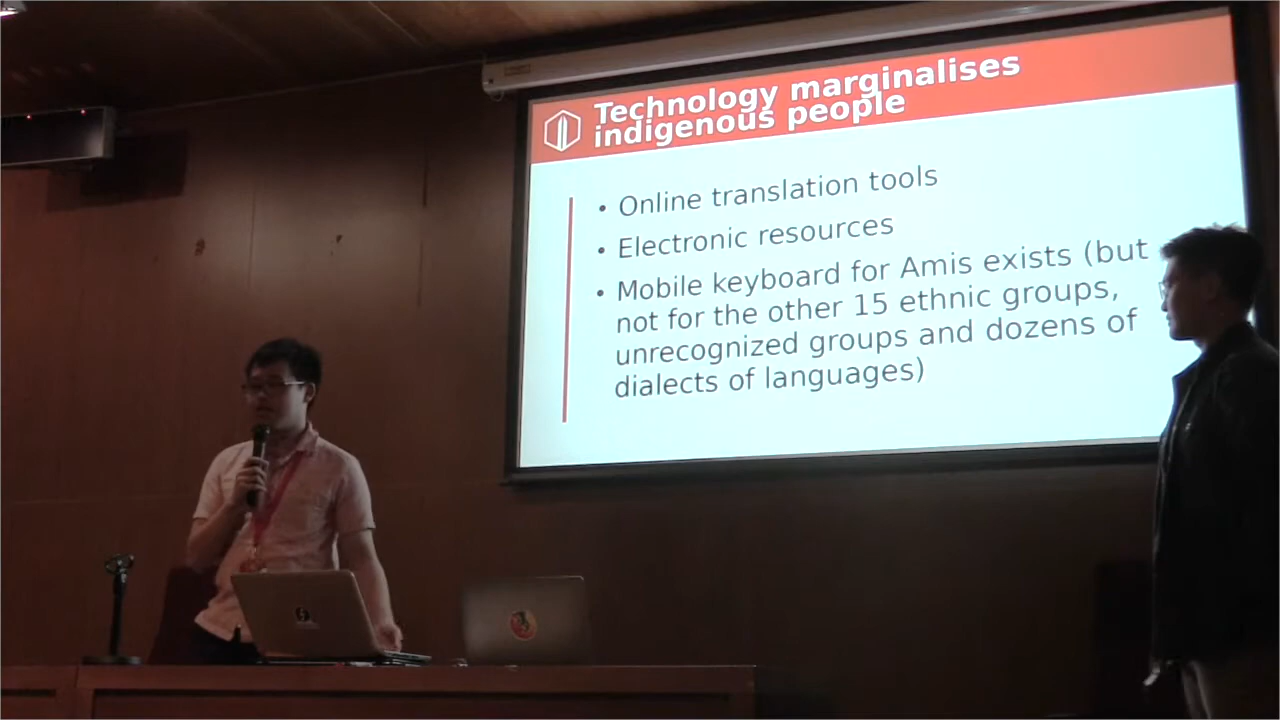 Technology marginalises
indigenous people
• Online translation tools
• Electronic resources
• Mobile keyboard for Amis exists (but
not for the other 15 ethnic groups,
unrecognized groups and dozens of
dialects of languages)